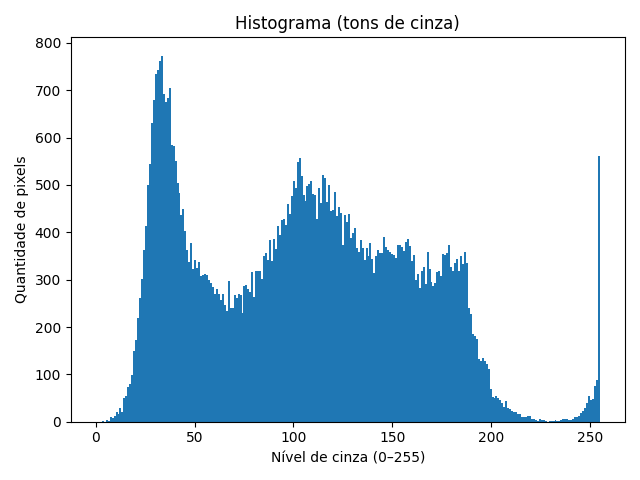 Histograma (tons de cinza)
Quantidade de pixels
800
700
600
500
400
300
200
100
0
0 50 100 150 200 250
Nível de cinza (0–255)